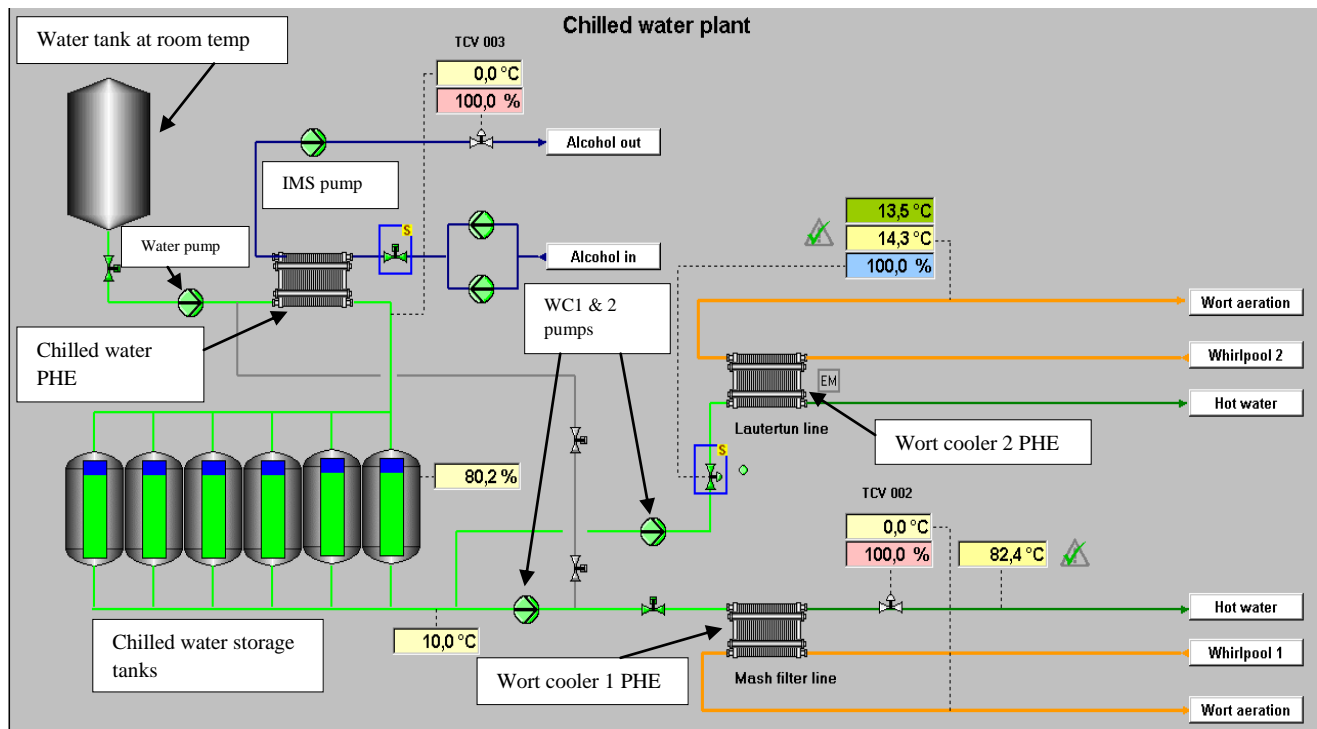 Chilled water plant
Water tank at room temp
TCV 003
0,0 °C
100,0 %
Alcohol out
IMS pump
S
Alcohol in
Water pump
13,5 °C
14,3 °C
100,0 %
Wort aeration
WC1 & 2
pumps
Chilled water
PHE
Whirlpool 2
EM
Hot water
Lautertun line
Wort cooler 2 PHE
S
80,2 %
TCV 002
0,0 °C
100,0 %
82,4 °C
Hot water
10,0 °C
Chilled water storage
tanks
Wort cooler 1 PHE
Whirlpool 1
Mash filter line
Wort aeration